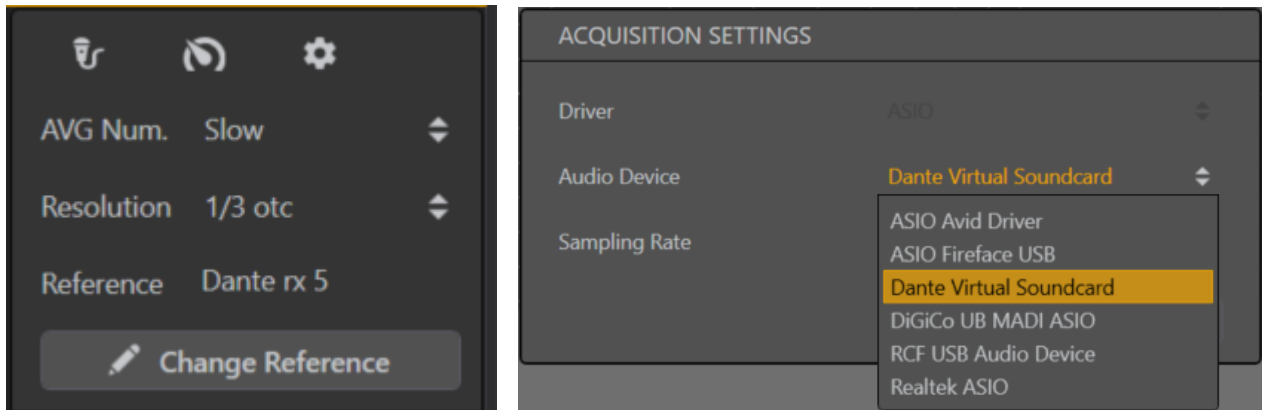 AVG Num. Slow
Resolution 1/3 otc
Reference Dante rx 5
Change Reference
ACQUISITION SETTINGS
Driver ASIO
Audio Device Dante Virtual Soundcard
Sampling Rate
ASIO Avid Driver
ASIO Fireface USB
Dante Virtual Soundcard
DiGiCo UB MADI ASIO
RCF USB Audio Device
Realtek ASIO